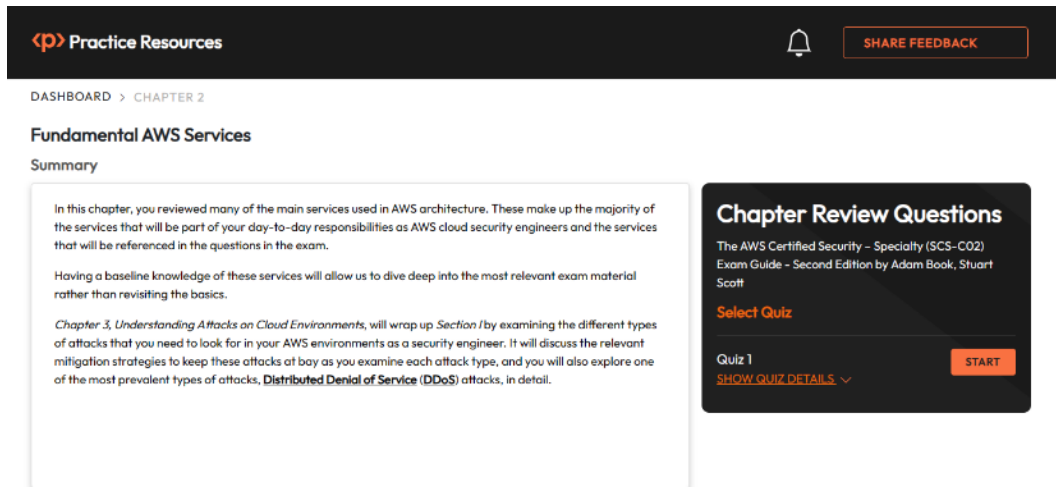 <p> Practice Resources
SHARE FEEDBACK
DASHBOARD > CHAPTER 2
Fundamental AWS Services
Summary
In this chapter, you reviewed many of the main services used in AWS architecture. These make up the majority of
the services that will be part of your day-to-day responsibilities as AWS cloud security engineers and the services
that will be referenced in the questions in the exam.
Having a baseline knowledge of these services will allow us to dive deep into the most relevant exam material
rather than revisiting the basics.
Chapter 3, Understanding Attacks on Cloud Environments, will wrap up Section I by examining the different types
of attacks that you need to look for in your AWS environments as a security engineer. It will discuss the relevant
mitigation strategies to keep these attacks at bay as you examine each attack type, and you will also explore one
of the most prevalent types of attacks, Distributed Denial of Service (DDoS) attacks, in detail.
Chapter Review Questions
The AWS Certified Security – Specialty (SCS-C02)
Exam Guide – Second Edition by Adam Book, Stuart
Scott
Select Quiz
Quiz 1
START
SHOW QUIZ DETAILS